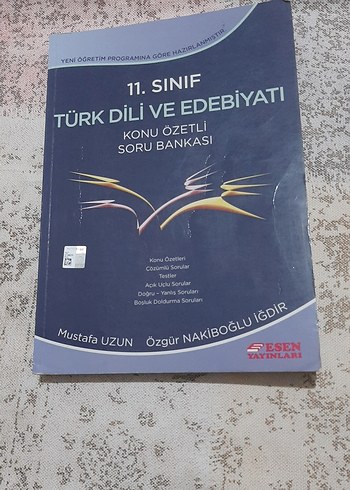 YENİ ÖĞRETİM PROGRAMINA GÖRE HAZIRLANMIŞTIR
11. SINIF
TÜRK DİLİ VE EDEBİYATI
KONU ÖZETLİ
SORU BANKASI
Konu Özetleri
Çözümlü Sorular
Testler
Açık Uçlu Sorular
Doğru - Yanlış Soruları
Boşluk Doldurma Soruları
Mustafa UZUN Özgür NAKİBOĞLU İĞDİR
ESEN
YAYINLARI